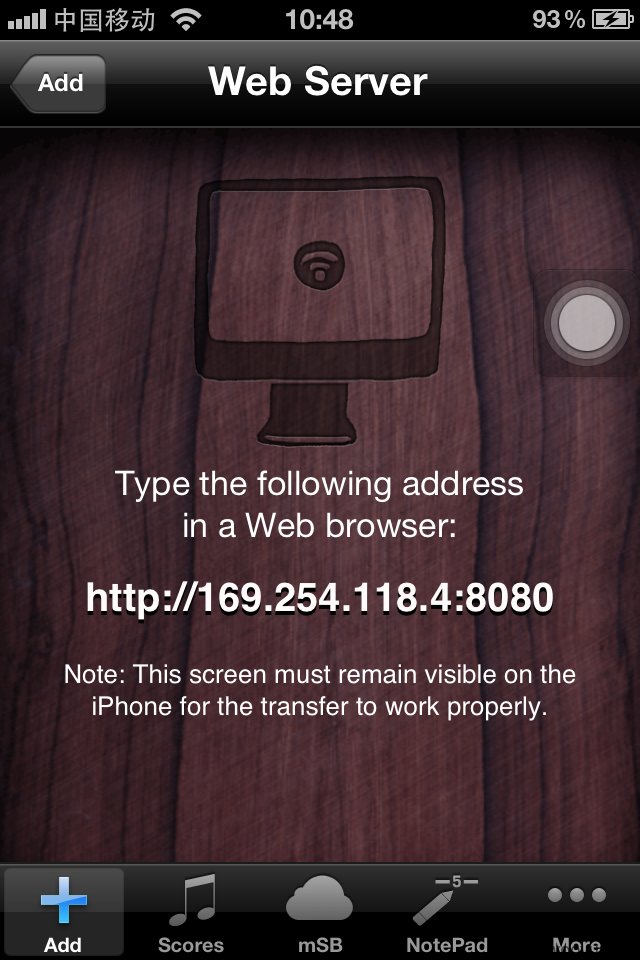 中国移动 10:48 93%
Add Web Server
Type the following address
in a Web browser:
http://169.254.118.4:8080
Note: This screen must remain visible on the
iPhone for the transfer to work properly.
5
Add Scores mSB NotePad More